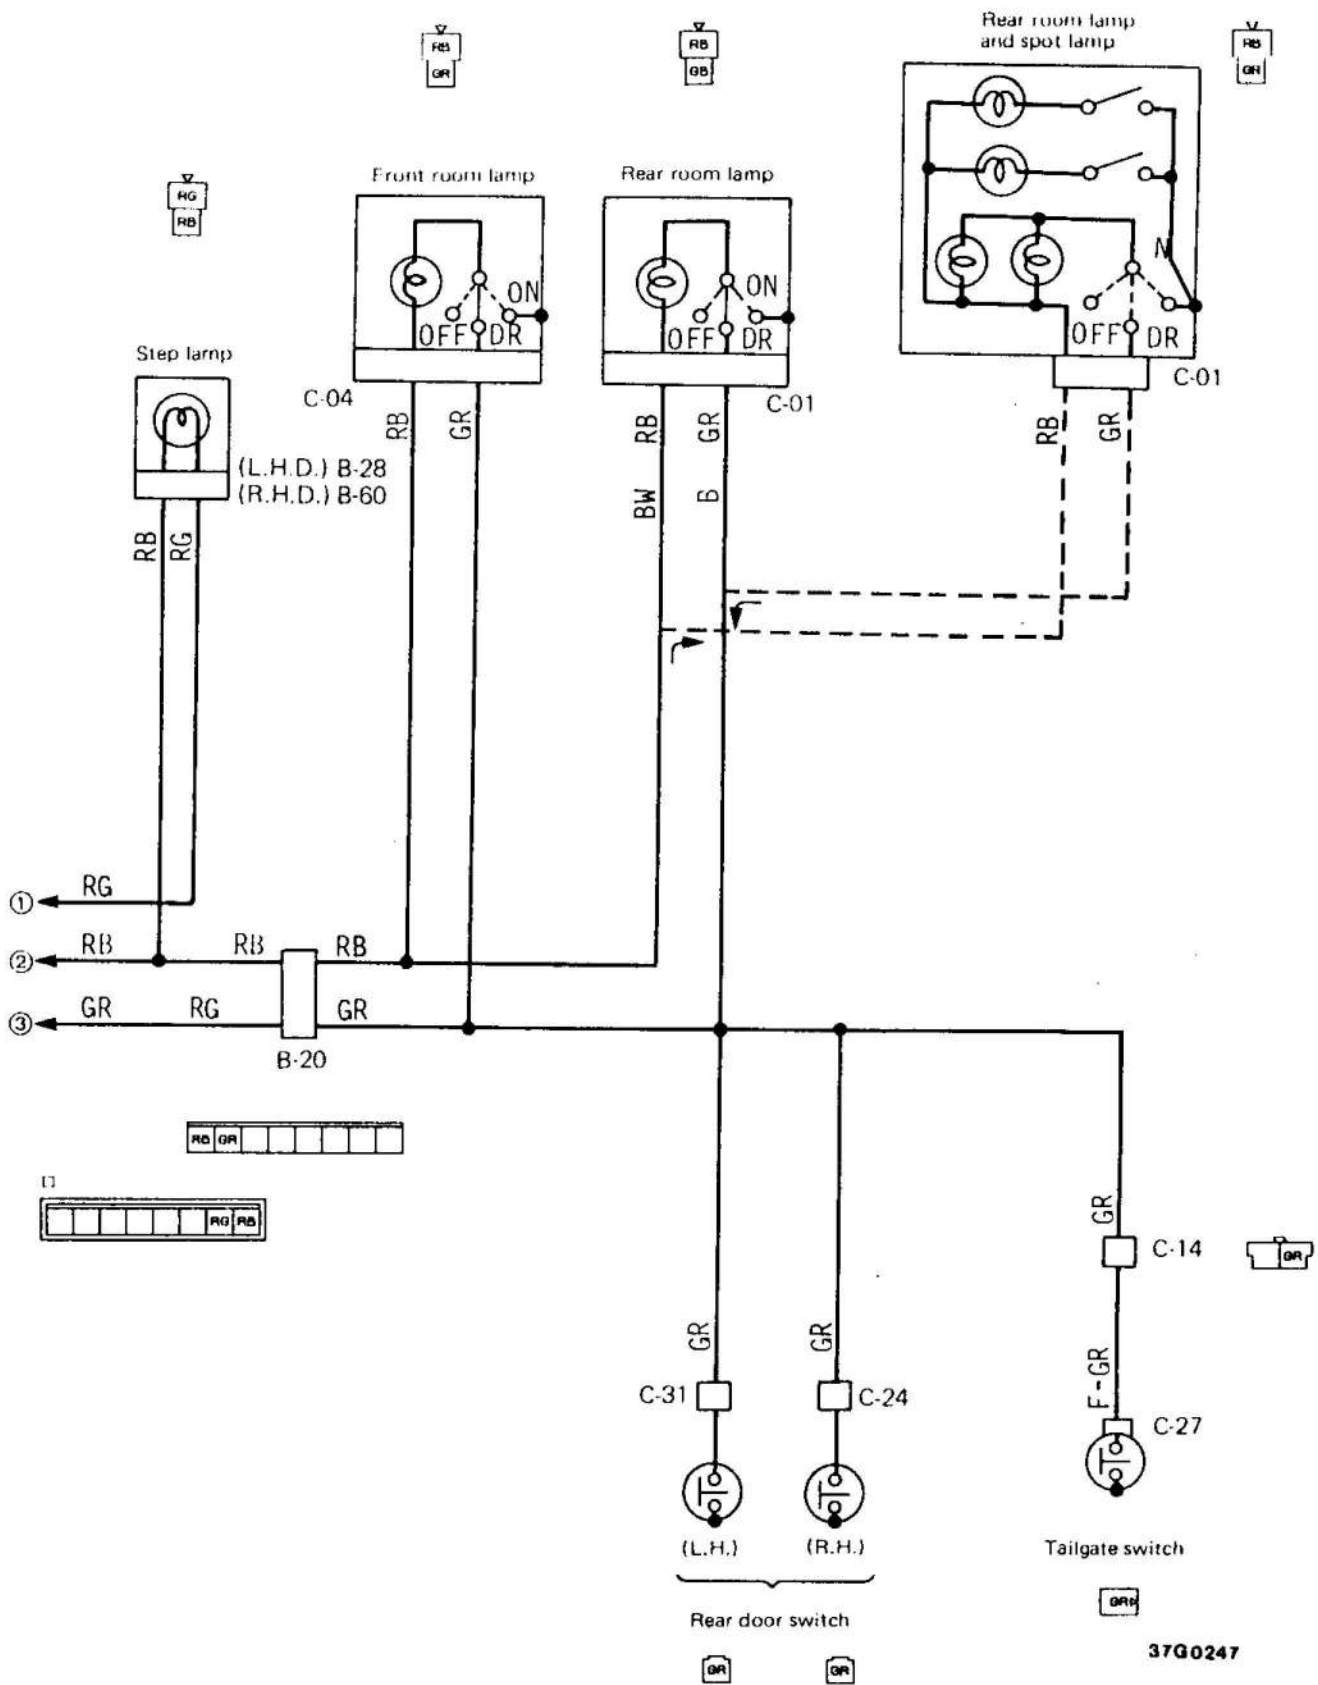 Rear room lamp
and spot lamp
RB
GR
RB
GB
RB
GR
Front room lamp
Rear room lamp
RG
RB
ON
OFF
DR
ON
OFF
DR
N
OFF
DR
Step lamp
C-04
C-01
C-01
RB
GR
RB
GR
RB
GR
(L.H.D.) B-28
(R.H.D.) B-60
BW
B
RB
RG
① RG
② RB
RB
RB
③ GR
RG
GR
B-20
RB GR
RG RB
GR
C-14
GR
GR
GR
F-GR
C-31
C-24
C-27
(L.H.)
(R.H.)
Tailgate switch
GR
Rear door switch
GR
GR
37G0247